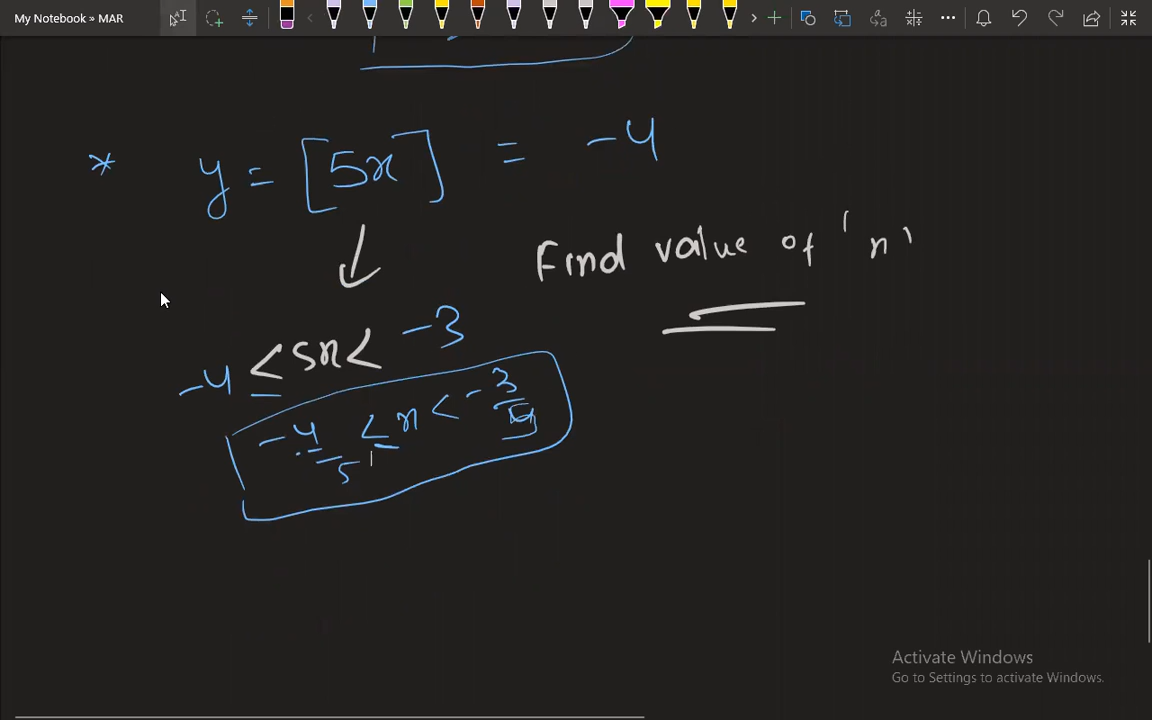 My Notebook » MAR
* y = [5x] = -4
Find value of 'x'
-4 ≤ 5x < -3
-4/5 ≤ x < -3/5
Activate Windows
Go to Settings to activate Windows.